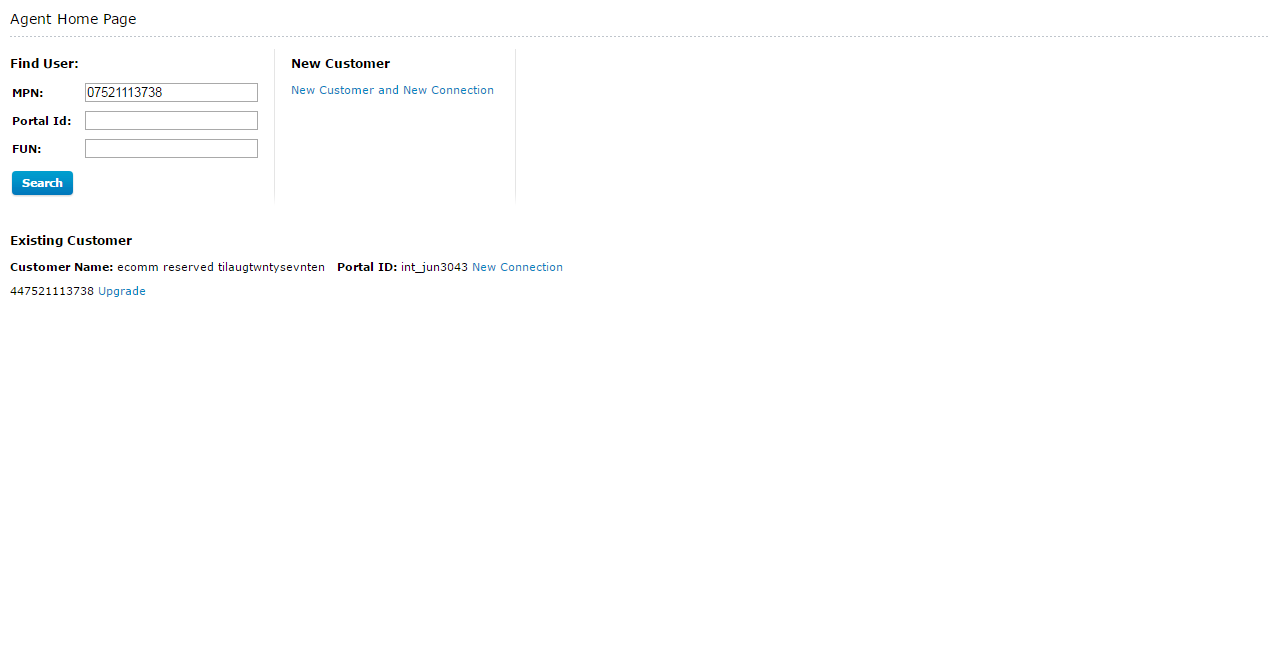 Agent Home Page
Find User:
MPN: 07521113738
Portal Id:
FUN:
Search
New Customer
New Customer and New Connection
Existing Customer
Customer Name: ecomm reserved tilaugtwntysevnten Portal ID: int_jun3043 New Connection
447521113738 Upgrade